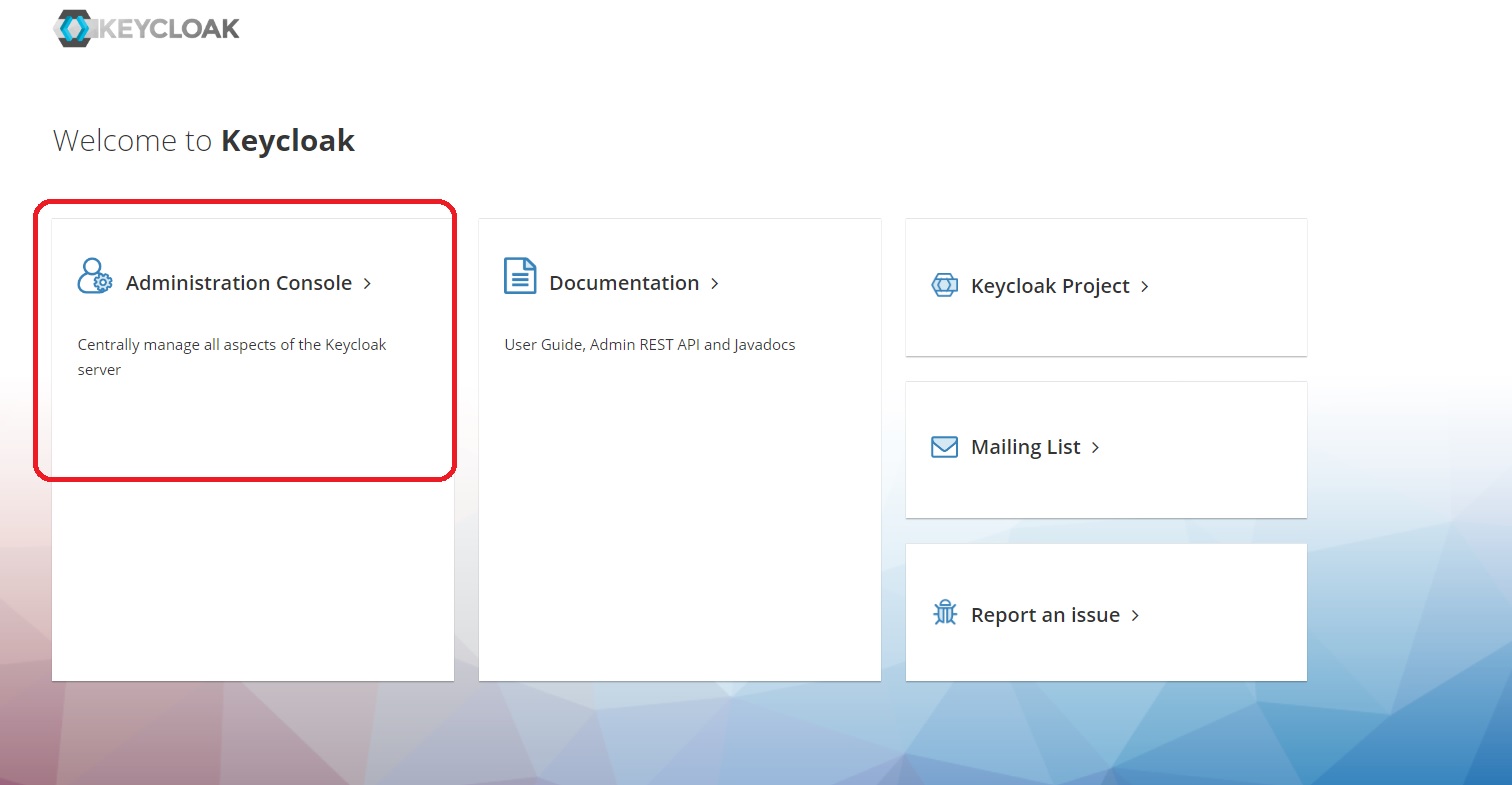 KEYCLOAK
Welcome to Keycloak
Administration Console
Centrally manage all aspects of the Keycloak
server
Documentation
User Guide, Admin REST API and Javadocs
Keycloak Project
Mailing List
Report an issue